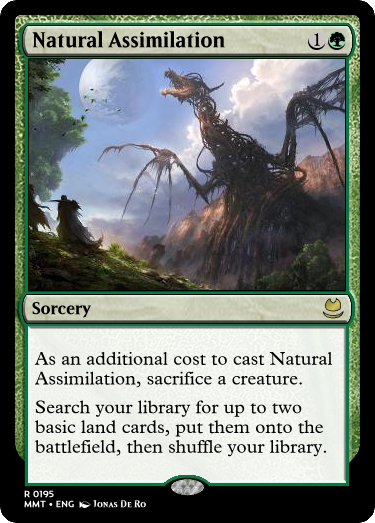 Natural Assimilation 1
Sorcery
As an additional cost to cast Natural
Assimilation, sacrifice a creature.
Search your library for up to two
basic land cards, put them onto the
battlefield, then shuffle your library.
R 0195
MMT • ENG Jonas De Ro